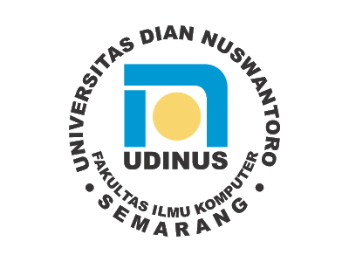 UNIVERSITAS DIAN NUSWANTORO
UDINUS
FAKULTAS ILMU KOMPUTER
• SEMARANG •